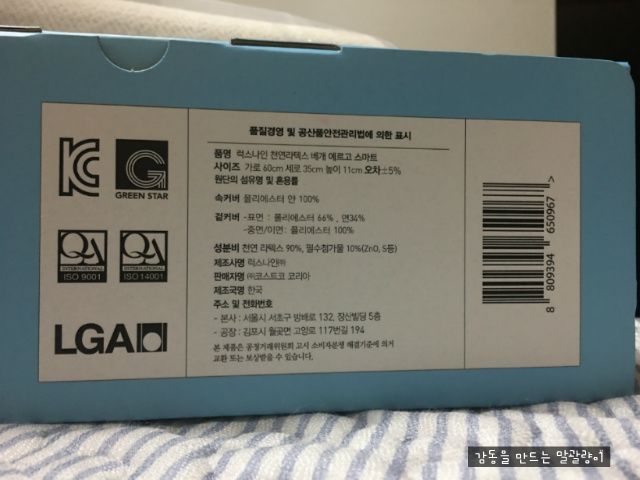 품질경영 및 공산품안전관리법에 의한 표시
품명 럭스나인 천연라텍스 베개 에르고 스마트
사이즈 가로 60cm 세로 35cm 높이 11cm 오차±5%
원단의 섬유명 및 혼용률
속커버 폴리에스터 얀 100%
겉커버 -표면 : 폴리에스터 66%, 면34%
-중면/이면 : 폴리에스터 100%
성분비 천연 라텍스 90%, 필수첨가물 10%(ZnO, S등)
제조사명 럭스나인㈜
판매자명 ㈜코스트코 코리아
제조국명 한국
주소 및 전화번호
- 본사 : 서울시 서초구 방배로 132, 장산빌딩 5층
- 공장 : 김포시 월곶면 고양로 117번길 194
본 제품은 공정거래위원회 고시 소비자분쟁 해결기준에 의거
교환 또는 보상받을 수 있습니다.
KC
G
GREEN STAR
QA
INTERNATIONAL
ISO 9001
QA
INTERNATIONAL
ISO 14001
LGA
8 809394 650967 >
감동을 만드는 말괄량이